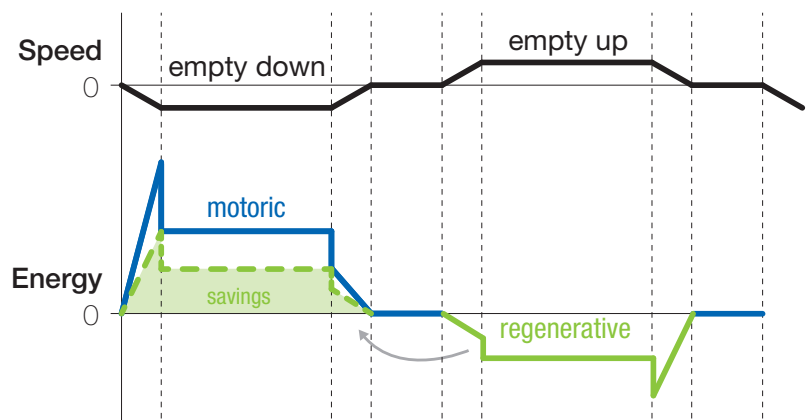 Speed
0
empty down
empty up
motoric
Energy
savings
0
regenerative